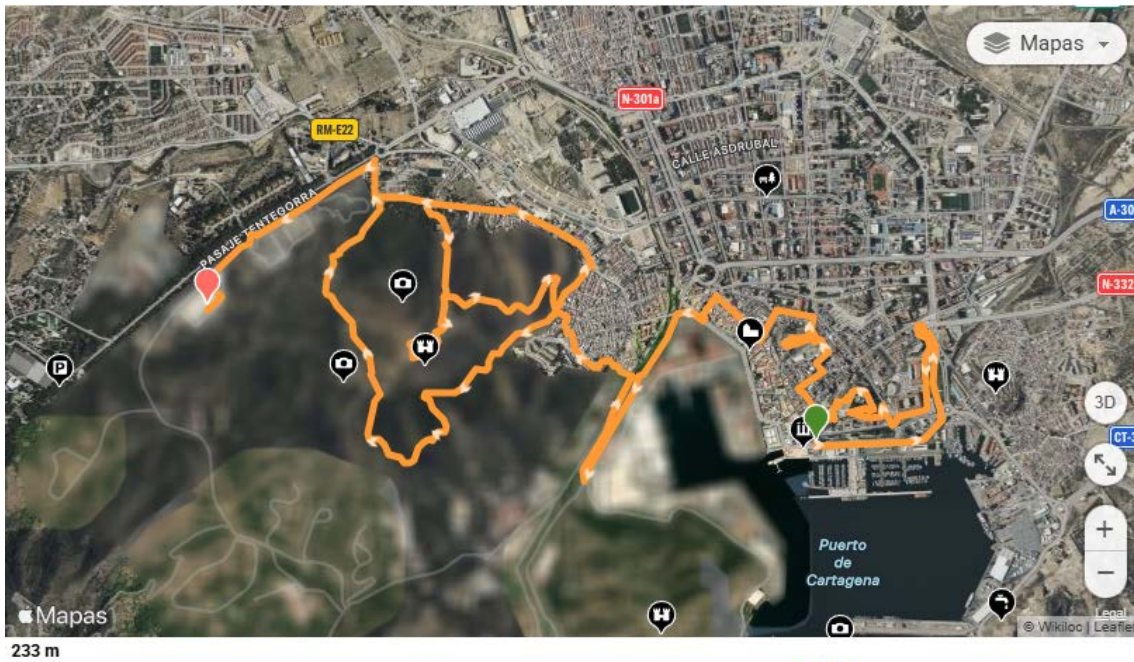 Mapas
N-301a
RM-E22
CALLE ASDRUBAL
PASAJE TENTEGORRA
A-30
N-332
P
3D
CT-3
+
−
Puerto
de
Cartagena
Mapas
Legal
© Wikiloc | Leaflet
233 m